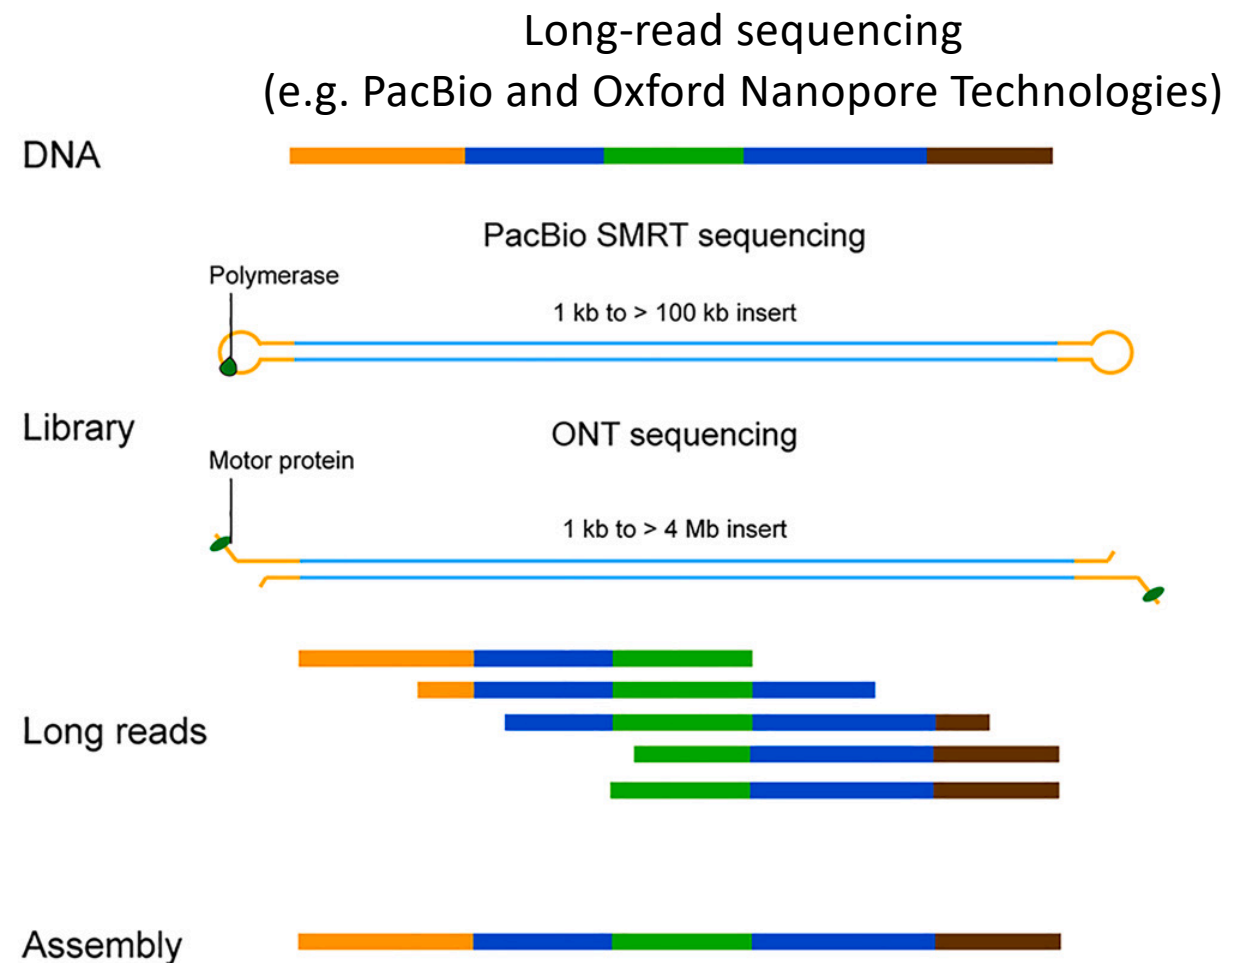 Long-read sequencing
(e.g. PacBio and Oxford Nanopore Technologies)
DNA
PacBio SMRT sequencing
Polymerase
1 kb to > 100 kb insert
Library
ONT sequencing
Motor protein
1 kb to > 4 Mb insert
Long reads
Assembly